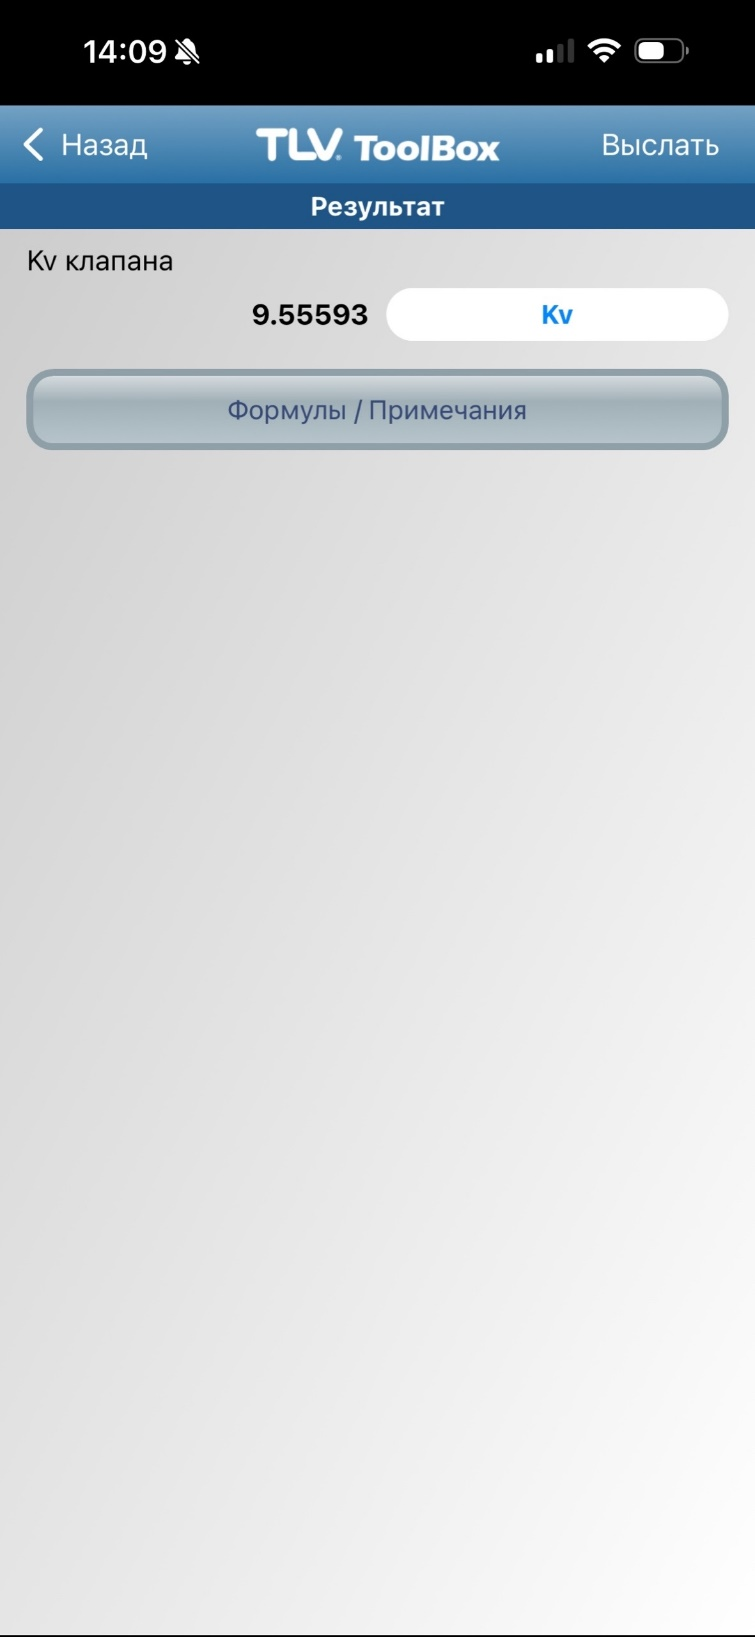 14:09
Назад TLV ToolBox Выслать
Результат
Kv клапана
9.55593 Kv
Формулы / Примечания